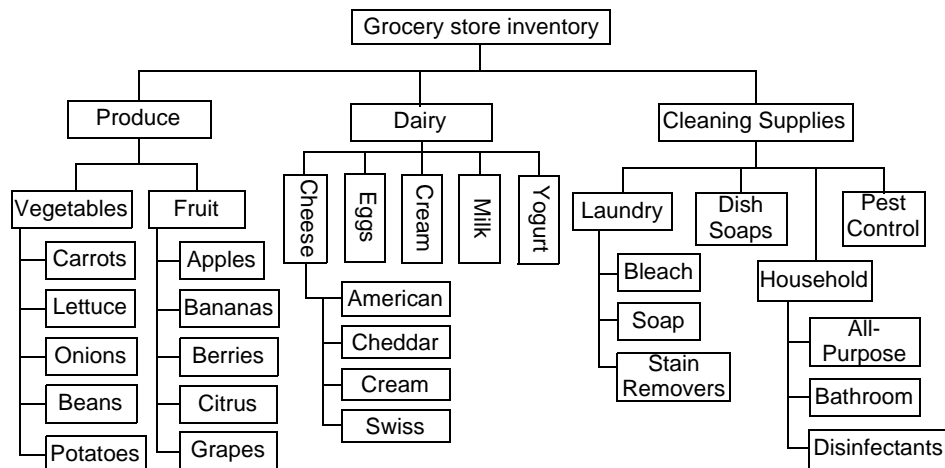 Grocery store inventory
Produce
Dairy
Cleaning Supplies
Vegetables
Fruit
Cheese
Eggs
Cream
Milk
Yogurt
Laundry
Dish
Soaps
Pest
Control
Carrots
Lettuce
Onions
Beans
Potatoes
Apples
Bananas
Berries
Citrus
Grapes
American
Cheddar
Cream
Swiss
Bleach
Soap
Stain
Removers
Household
All-
Purpose
Bathroom
Disinfectants